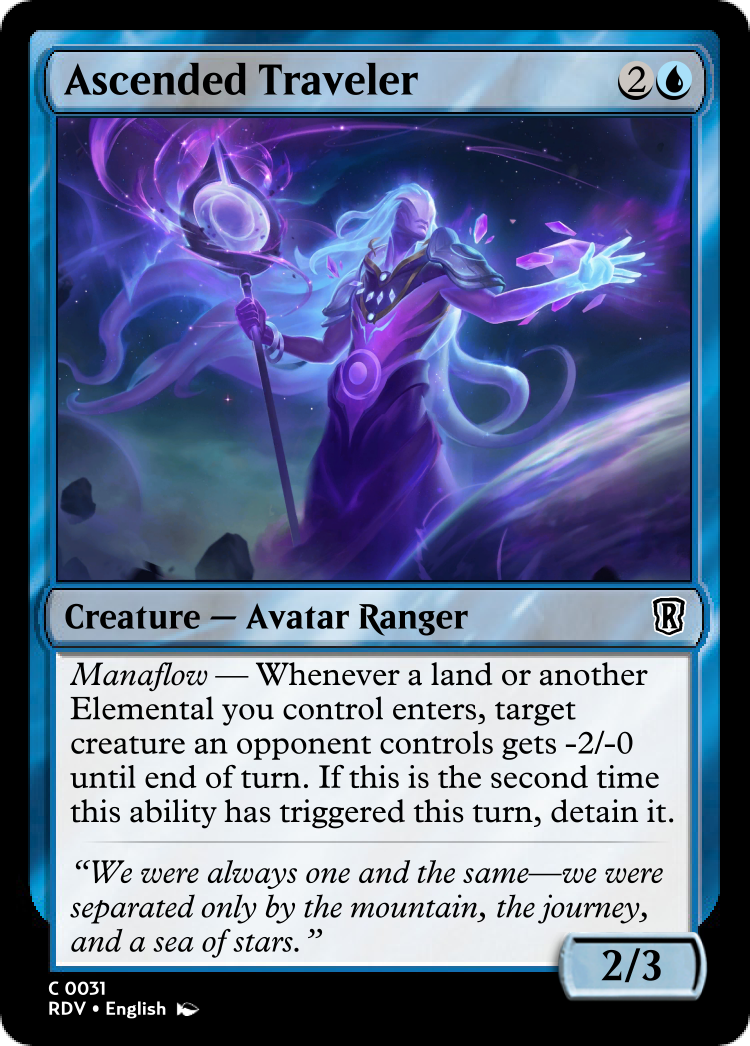 Ascended Traveler 2
Creature — Avatar Ranger R
Manaflow — Whenever a land or another
Elemental you control enters, target
creature an opponent controls gets -2/-0
until end of turn. If this is the second time
this ability has triggered this turn, detain it.
“We were always one and the same—we were
separated only by the mountain, the journey,
and a sea of stars.”
2/3
C 0031
RDV • English